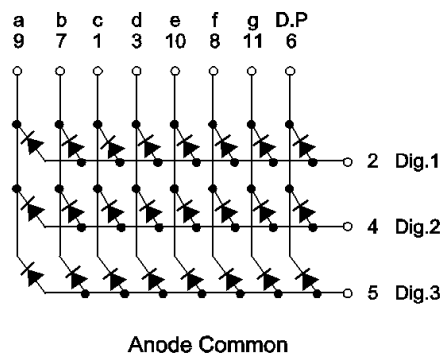 a b c d e f g D.P
9 7 1 3 10 8 11 6
2 Dig.1
4 Dig.2
5 Dig.3
Anode Common